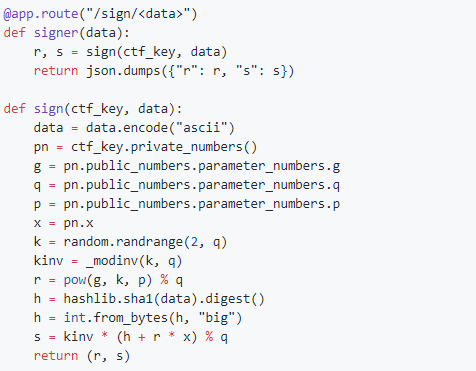 @app.route("/sign/<data>")
def signer(data):
    r, s = sign(ctf_key, data)
    return json.dumps({"r": r, "s": s})

def sign(ctf_key, data):
    data = data.encode("ascii")
    pn = ctf_key.private_numbers()
    g = pn.public_numbers.parameter_numbers.g
    q = pn.public_numbers.parameter_numbers.q
    p = pn.public_numbers.parameter_numbers.p
    x = pn.x
    k = random.randrange(2, q)
    kinv = _modinv(k, q)
    r = pow(g, k, p) % q
    h = hashlib.sha1(data).digest()
    h = int.from_bytes(h, "big")
    s = kinv * (h + r * x) % q
    return (r, s)